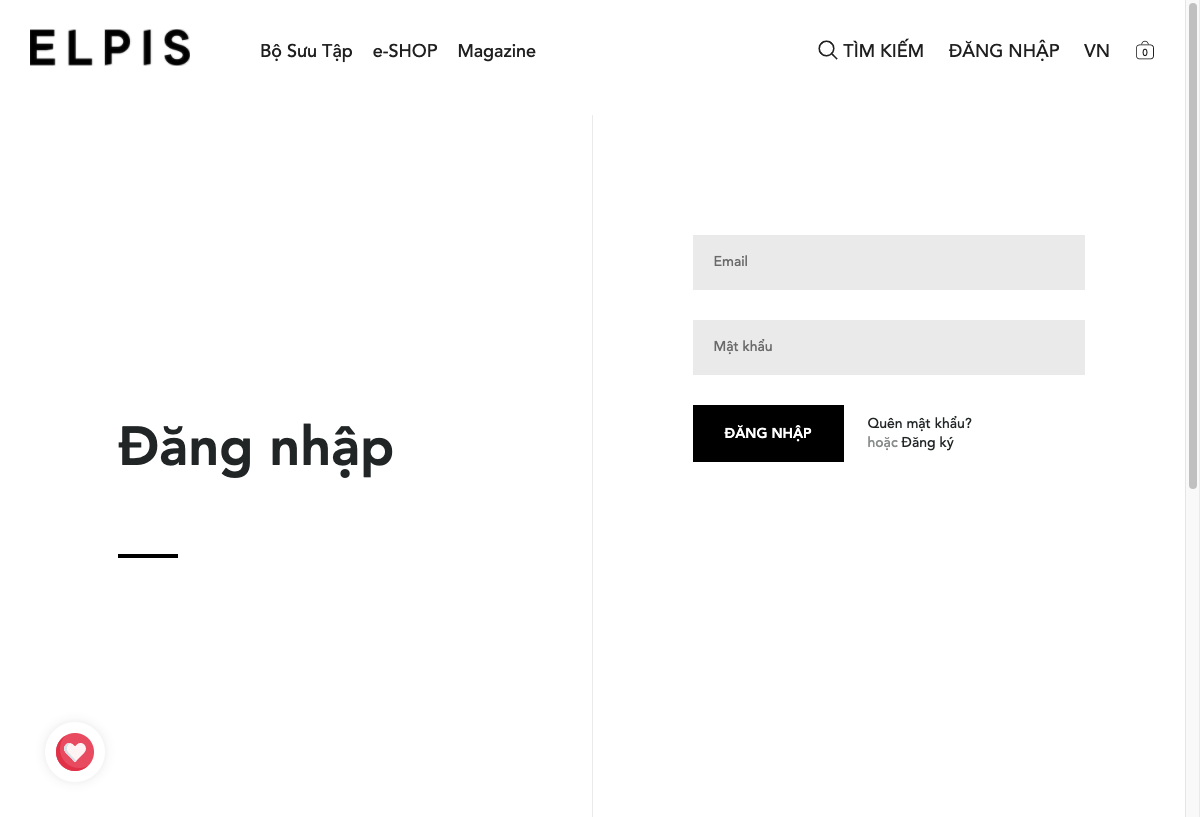 ELPIS
Bộ Sưu Tập e-SHOP Magazine
TÌM KIẾM ĐĂNG NHẬP VN 0
Đăng nhập
Email
Mật khẩu
ĐĂNG NHẬP
Quên mật khẩu?
hoặc Đăng ký